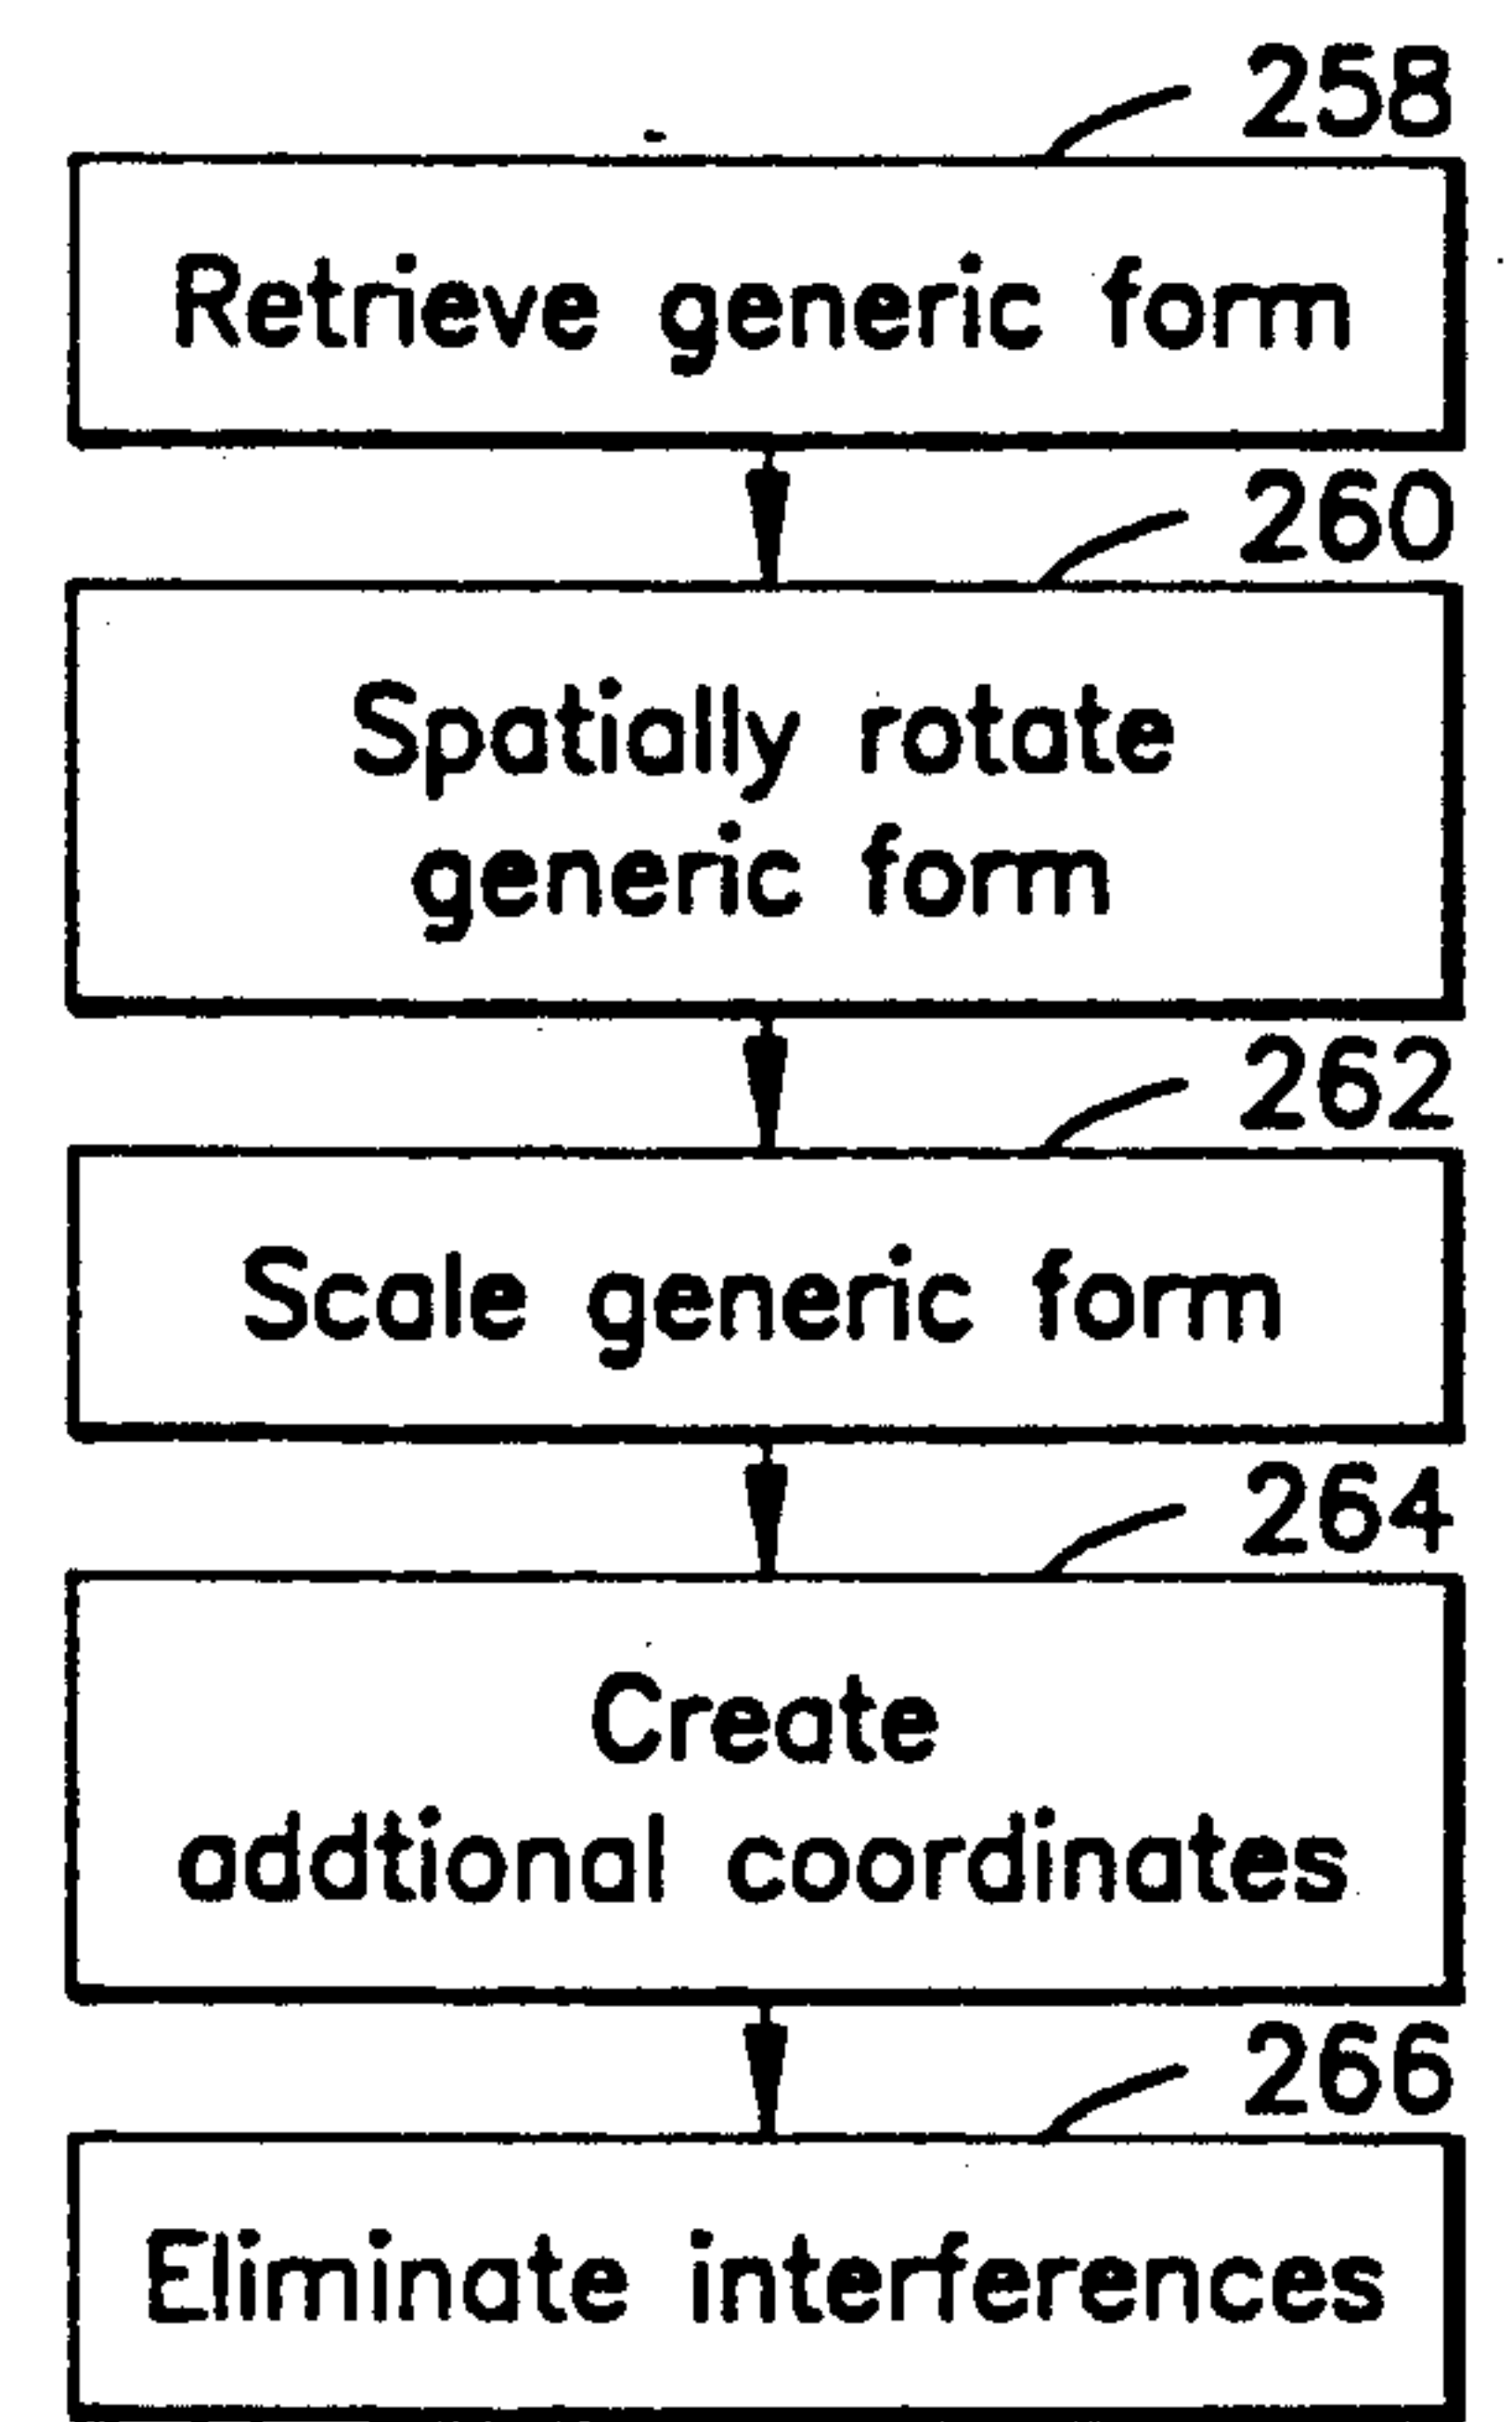 258
Retrieve generic form
260
Spatially rotate
generic form
262
Scale generic form
264
Create
addtional coordinates
266
Eliminate interferences